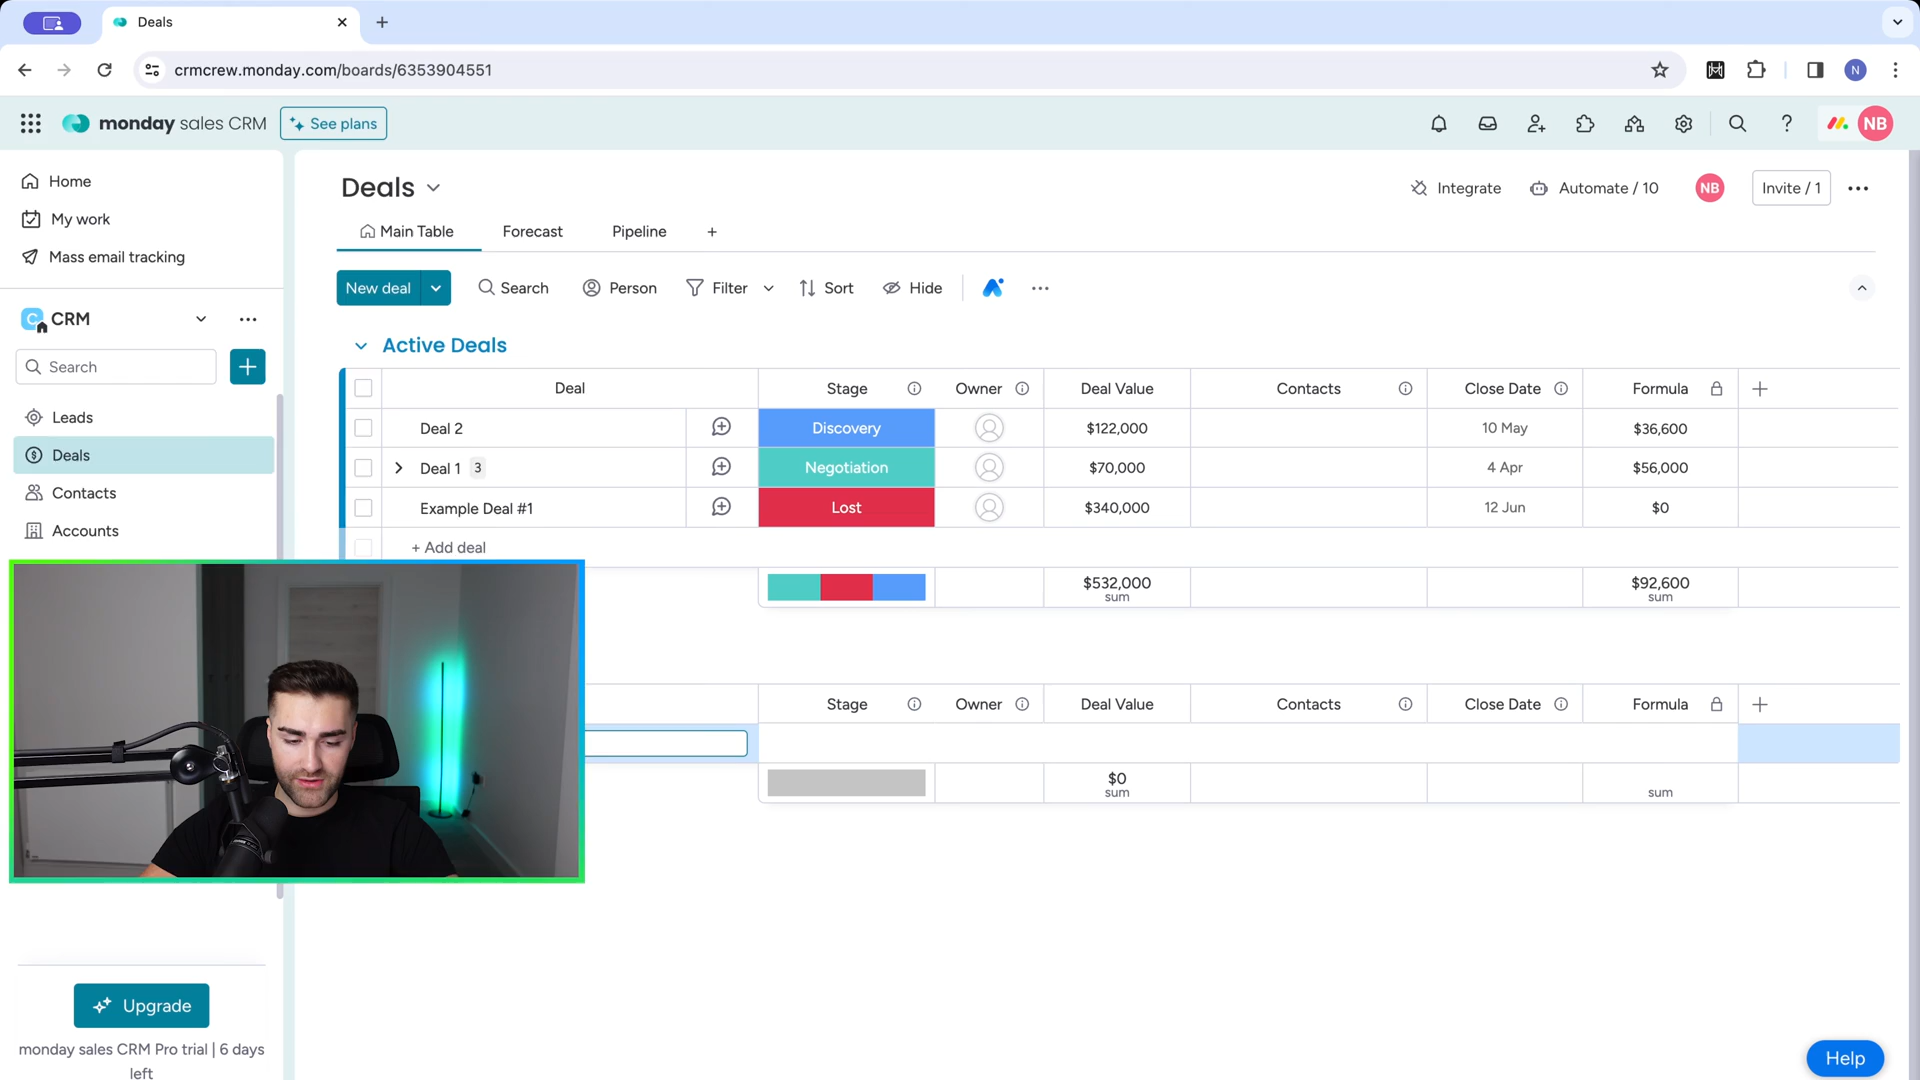 Deals
crmcrew.monday.com/boards/6353904551
N
monday sales CRM
See plans
NB
Home
My work
Mass email tracking
C CRM
Search
Leads
Deals
Contacts
Accounts
Upgrade
monday sales CRM Pro trial | 6 days
left
Deals
Integrate
Automate / 10
NB
Invite / 1
Main Table
Forecast
Pipeline
New deal
Search
Person
Filter
Sort
Hide
Active Deals
Deal Stage Owner Deal Value Contacts Close Date Formula
Deal 2 Discovery $122,000 10 May $36,600
Deal 1 3 Negotiation $70,000 4 Apr $56,000
Example Deal #1 Lost $340,000 12 Jun $0
+ Add deal
$532,000 $92,600
sum sum
Stage Owner Deal Value Contacts Close Date Formula
$0
sum sum
Help